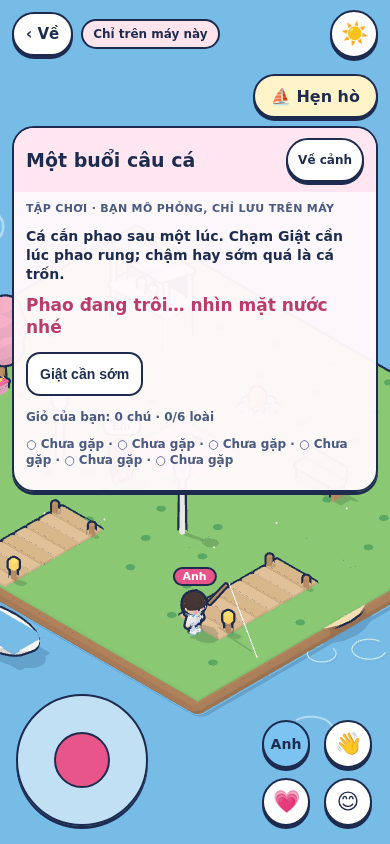 ‹ Về
Chỉ trên máy này
Hẹn hò
Một buổi câu cá
Về cảnh
TẬP CHƠI · BẠN MÔ PHỎNG, CHỈ LƯU TRÊN MÁY
Cá cắn phao sau một lúc. Chạm Giật cần
lúc phao rung; chậm hay sớm quá là cá
trốn.
Phao đang trôi… nhìn mặt nước
nhé
Giật cần sớm
Giỏ của bạn: 0 chú · 0/6 loài
○ Chưa gặp · ○ Chưa gặp · ○ Chưa gặp · ○ Chưa
gặp · ○ Chưa gặp · ○ Chưa gặp
Anh
Anh